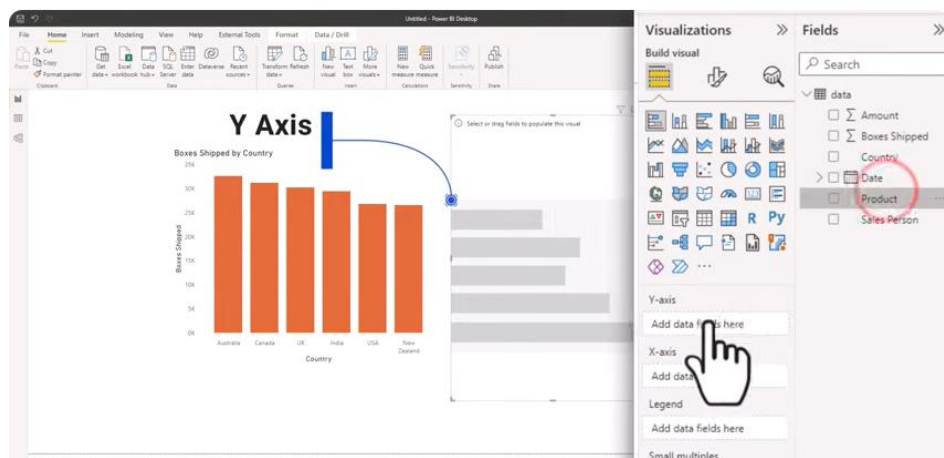 Untitled - Power BI Desktop
File Home Insert Modeling View Help External Tools Format Data / Drill
Paste
Cut
Copy
Format painter
Get data
Excel workbook
Data hub
SQL Server
Enter data
Dataverse
Recent sources
Transform data
Refresh
New visual
Text box
More visuals
New measure
Quick measure
Sensitivity
Publish
Clipboard Data Queries Insert Calculations Sensitivity Share
Y Axis
Select or drag fields to populate this visual
Boxes Shipped by Country
35K
30K
25K
20K
15K
10K
5K
0K
Boxes Shipped
Australia Canada UK India USA New Zealand
Country
Visualizations
Build visual
R Py
123
Y-axis
Add data fields here
X-axis
Add data
Legend
Add data fields here
Small multiples
Fields
Search
data
Amount
Boxes Shipped
Country
Date
Product
Sales Person